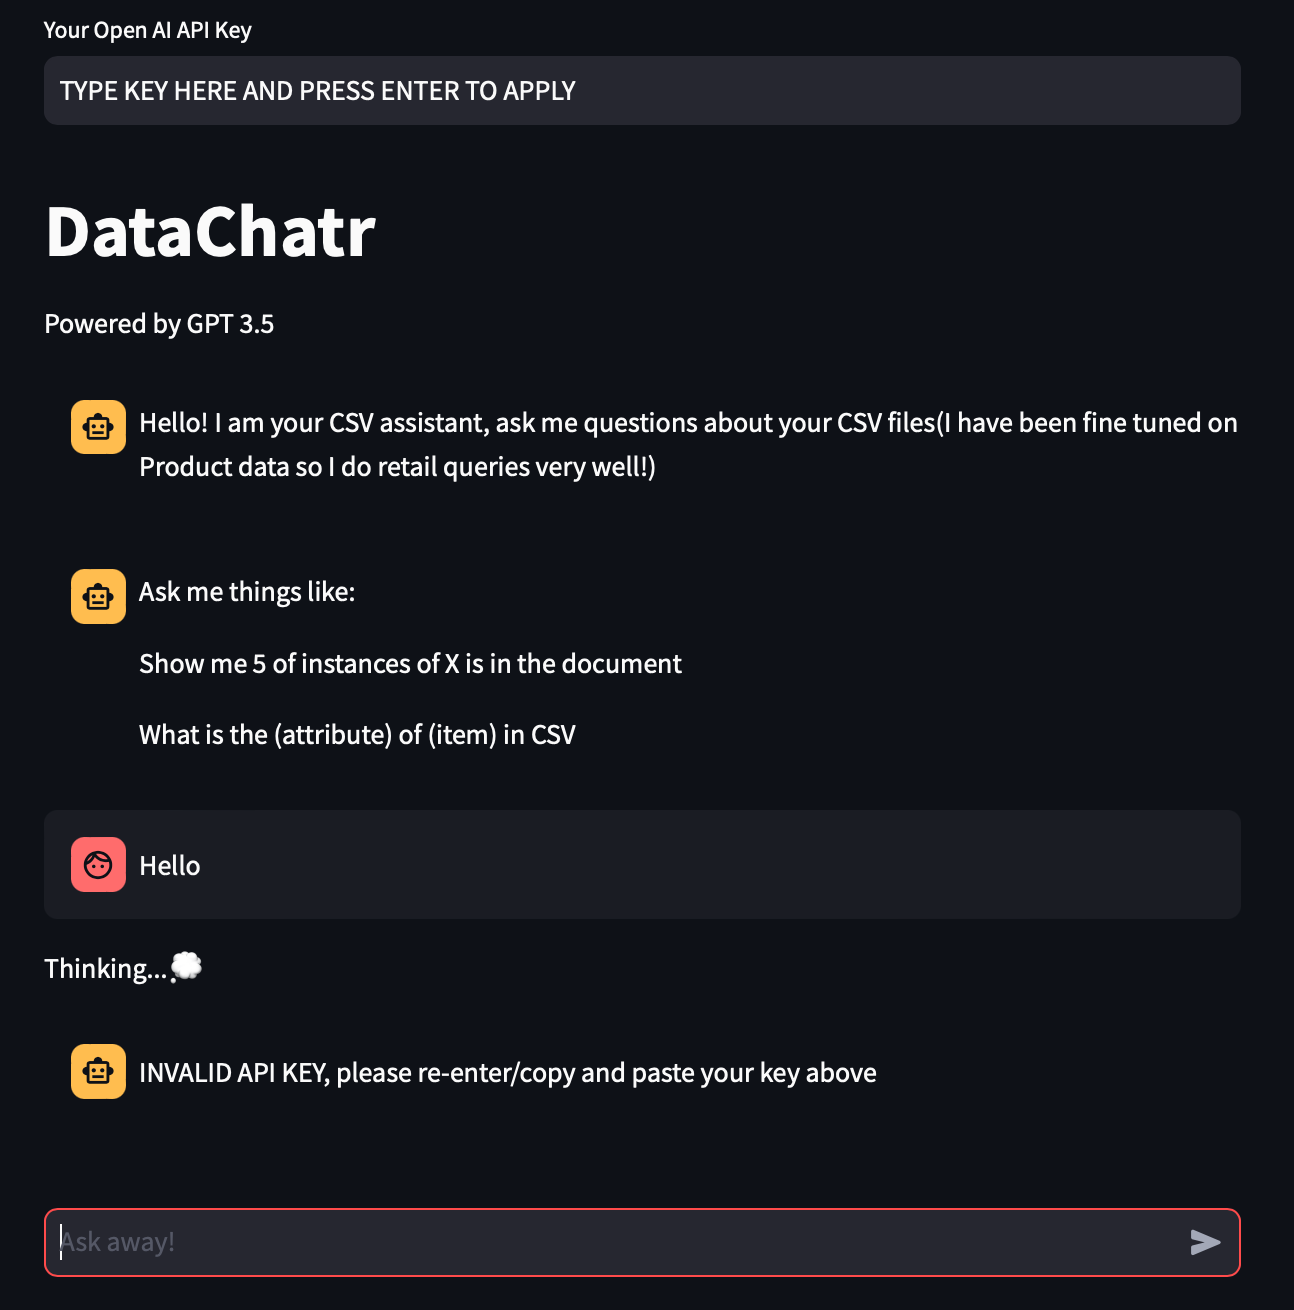 Your Open AI API Key
TYPE KEY HERE AND PRESS ENTER TO APPLY
DataChatr
Powered by GPT 3.5
Hello! I am your CSV assistant, ask me questions about your CSV files(I have been fine tuned on
Product data so I do retail queries very well!)
Ask me things like:
Show me 5 of instances of X is in the document
What is the (attribute) of (item) in CSV
Hello
Thinking...💭
INVALID API KEY, please re-enter/copy and paste your key above
Ask away!